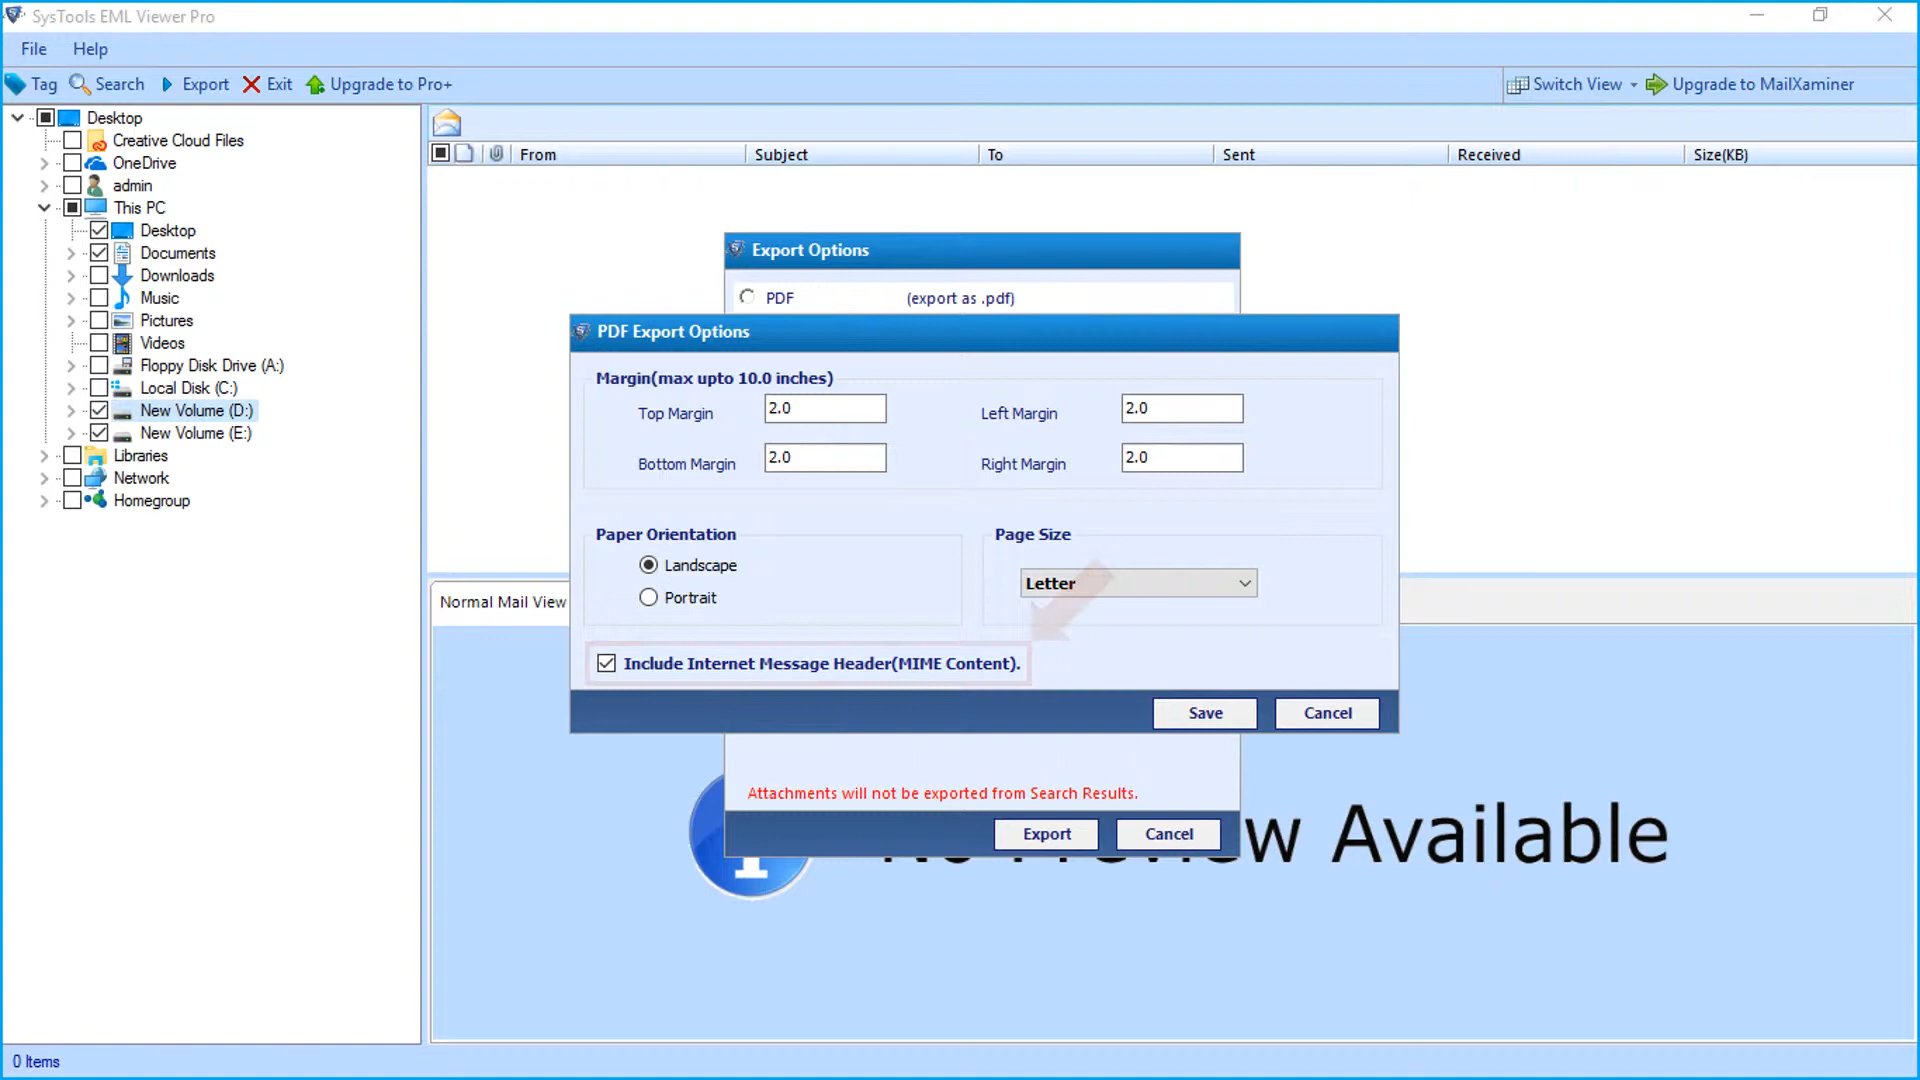 SysTools EML Viewer Pro
File Help
Tag Search Export Exit Upgrade to Pro+ Switch View Upgrade to MailXaminer
Desktop
Creative Cloud Files
OneDrive
admin
This PC
Desktop
Documents
Downloads
Music
Pictures
Videos
Floppy Disk Drive (A:)
Local Disk (C:)
New Volume (D:)
New Volume (E:)
Libraries
Network
Homegroup
From Subject To Sent Received Size(KB)
Export Options
PDF (export as .pdf)
PDF Export Options
Margin(max upto 10.0 inches)
Top Margin 2.0 Left Margin 2.0
Bottom Margin 2.0 Right Margin 2.0
Paper Orientation
Landscape
Portrait
Page Size
Letter
Include Internet Message Header(MIME Content).
Save Cancel
Attachments will not be exported from Search Results.
Export Cancel
Normal Mail View
Available
0 Items